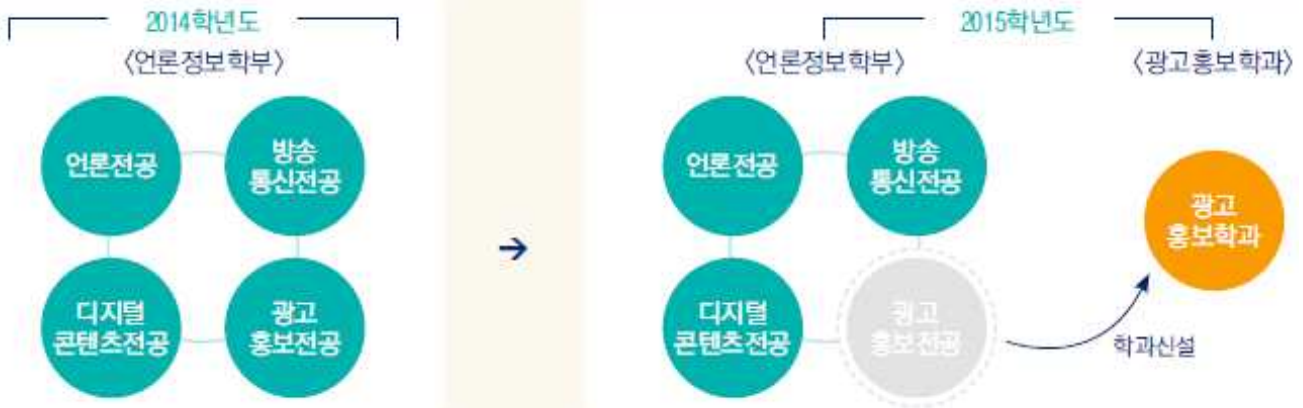 2014학년도
〈언론정보학부〉
언론전공
방송
통신전공
디지털
콘텐츠전공
광고
홍보전공
→
2015학년도
〈언론정보학부〉
〈광고홍보학과〉
언론전공
방송
통신전공
디지털
콘텐츠전공
광고
홍보전공
광고
홍보학과
학과신설